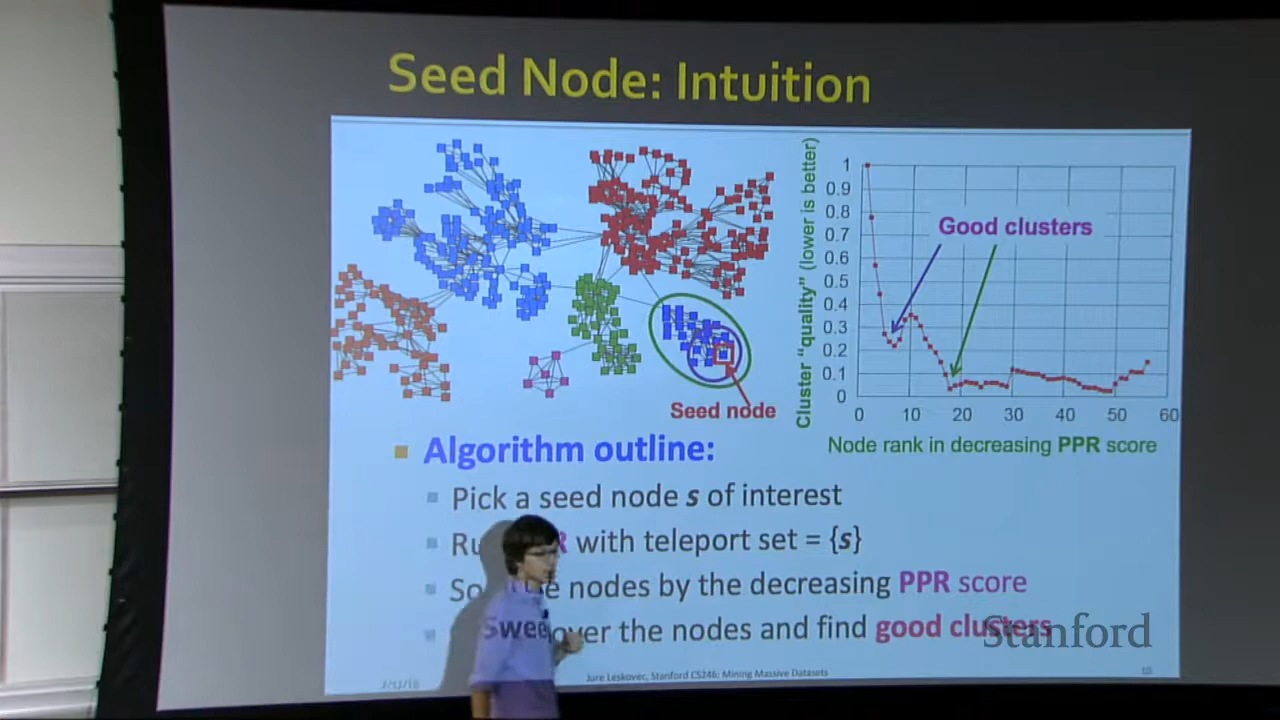 Seed Node: Intuition
Seed node
Cluster "quality" (lower is better)
1
0.9
0.8
0.7
0.6
0.5
0.4
0.3
0.2
0.1
0
0 10 20 30 40 50 60
Good clusters
Node rank in decreasing PPR score
Algorithm outline:
Pick a seed node s of interest
with teleport set = {s}
nodes by the decreasing PPR score
over the nodes and find good clusters
Stanford
Jure Leskovec, Stanford CS246: Mining Massive Datasets